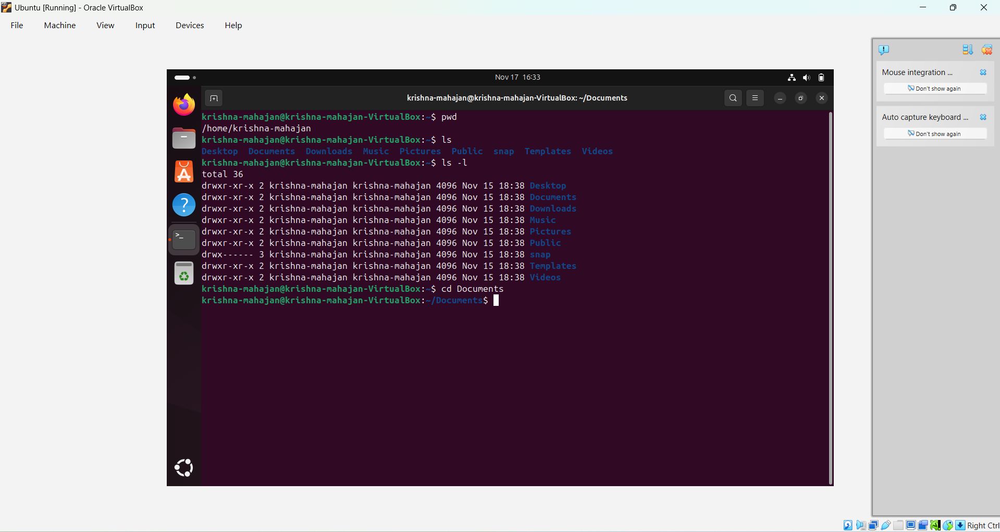 Ubuntu [Running] - Oracle VirtualBox
File Machine View Input Devices Help
Nov 17 16:33
krishna-mahajan@krishna-mahajan-VirtualBox: ~/Documents
krishna-mahajan@krishna-mahajan-VirtualBox:~$ pwd
/home/krishna-mahajan
krishna-mahajan@krishna-mahajan-VirtualBox:~$ ls
Desktop Documents Downloads Music Pictures Public snap Templates Videos
krishna-mahajan@krishna-mahajan-VirtualBox:~$ ls -l
total 36
drwxr-xr-x 2 krishna-mahajan krishna-mahajan 4096 Nov 15 18:38 Desktop
drwxr-xr-x 2 krishna-mahajan krishna-mahajan 4096 Nov 15 18:38 Documents
drwxr-xr-x 2 krishna-mahajan krishna-mahajan 4096 Nov 15 18:38 Downloads
drwxr-xr-x 2 krishna-mahajan krishna-mahajan 4096 Nov 15 18:38 Music
drwxr-xr-x 2 krishna-mahajan krishna-mahajan 4096 Nov 15 18:38 Pictures
drwxr-xr-x 2 krishna-mahajan krishna-mahajan 4096 Nov 15 18:38 Public
drwx------ 3 krishna-mahajan krishna-mahajan 4096 Nov 15 18:38 snap
drwxr-xr-x 2 krishna-mahajan krishna-mahajan 4096 Nov 15 18:38 Templates
drwxr-xr-x 2 krishna-mahajan krishna-mahajan 4096 Nov 15 18:38 Videos
krishna-mahajan@krishna-mahajan-VirtualBox:~$ cd Documents
krishna-mahajan@krishna-mahajan-VirtualBox:~/Documents$
Mouse integration ...
Don't show again
Auto capture keyboard ...
Don't show again
Right Ctrl